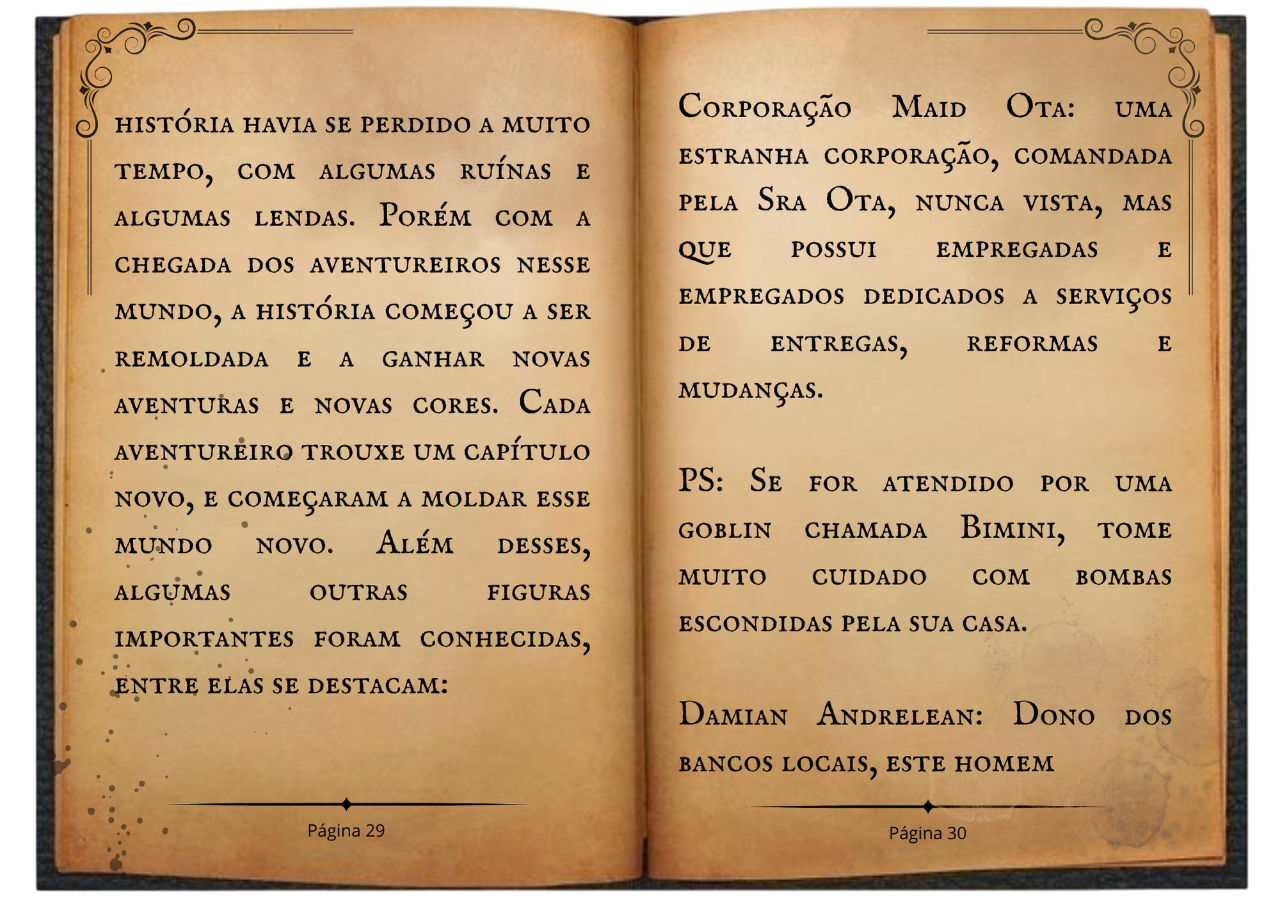 história havia se perdido a muito
tempo, com algumas ruínas e
algumas lendas. Porém com a
chegada dos aventureiros nesse
mundo, a história começou a ser
remoldada e a ganhar novas
aventuras e novas cores. Cada
aventureiro trouxe um capítulo
novo, e começaram a moldar esse
mundo novo. Além desses,
algumas outras figuras
importantes foram conhecidas,
entre elas se destacam:
Página 29
Corporação Maid Ota: uma
estranha corporação, comandada
pela Sra Ota, nunca vista, mas
que possui empregadas e
empregados dedicados a serviços
de entregas, reformas e
mudanças.
PS: Se for atendido por uma
goblin chamada Bimini, tome
muito cuidado com bombas
escondidas pela sua casa.
Damian Andrelean: Dono dos
bancos locais, este homem
Página 30